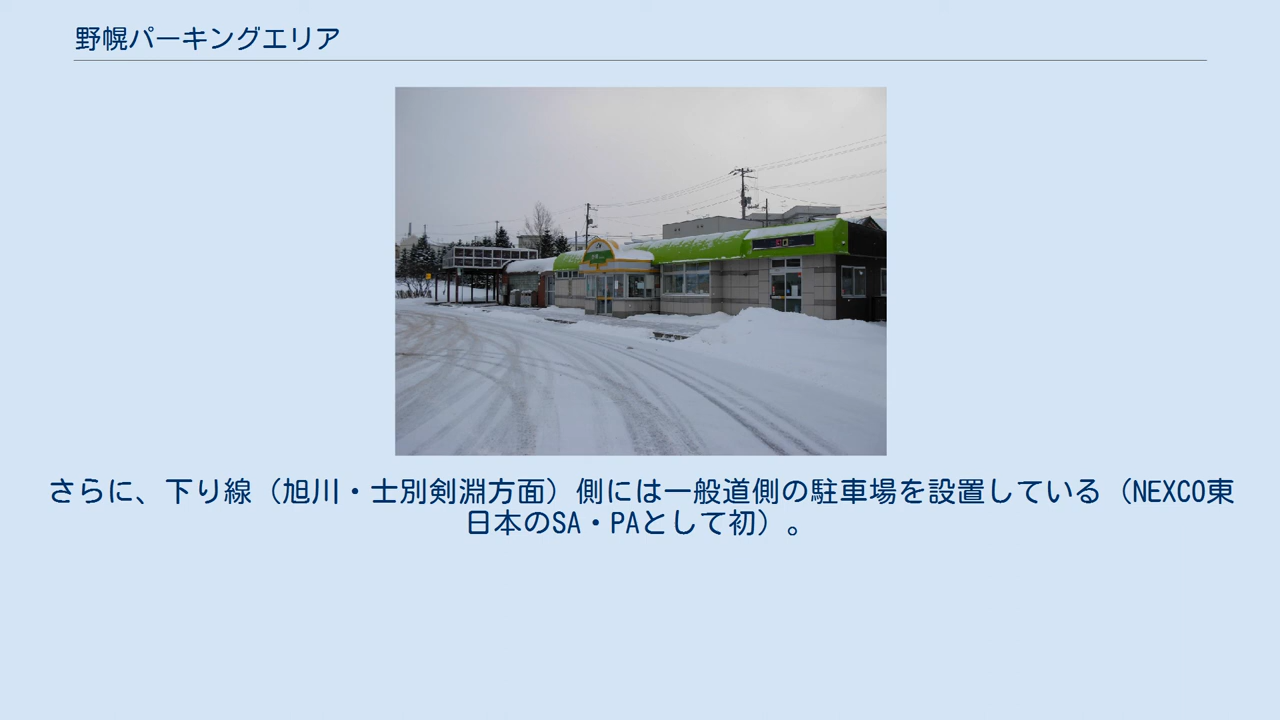 野幌パーキングエリア
さらに、下り線（旭川・士別剣淵方面）側には一般道側の駐車場を設置している（NEXCO東
日本のSA・PAとして初）。